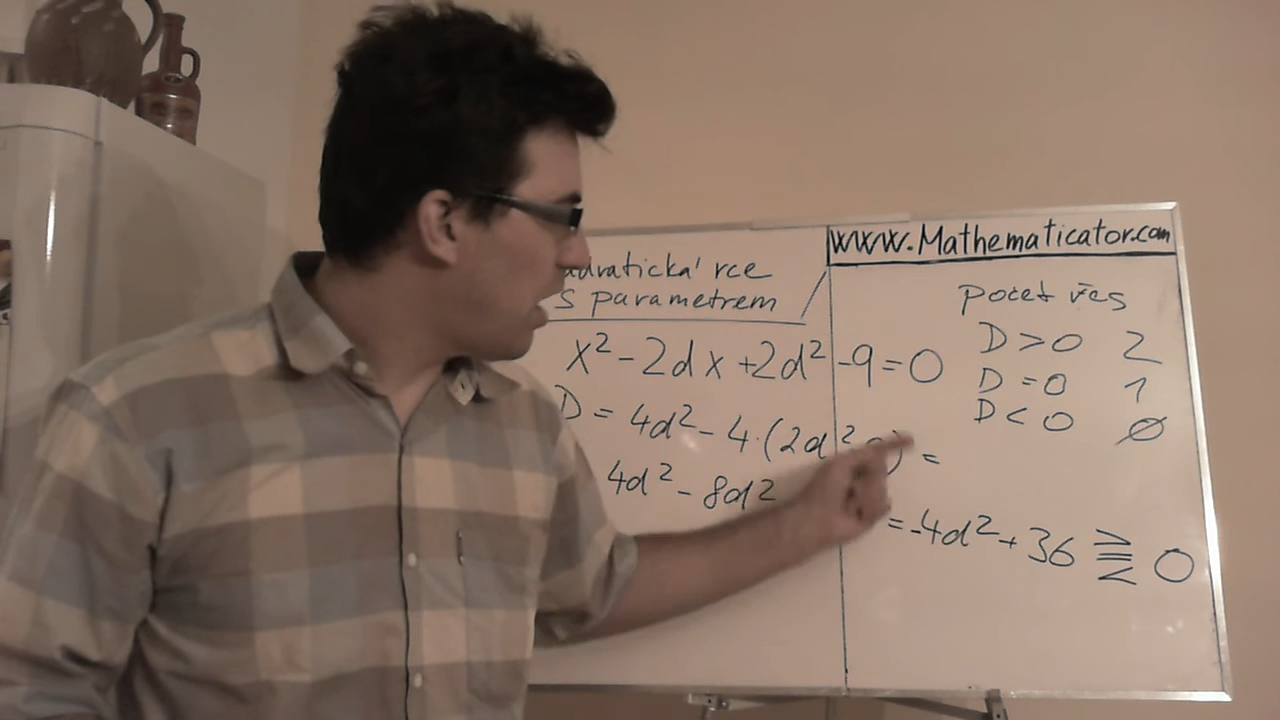 adratická rce
s parametrem
www.Mathematicator.com
x² - 2dx + 2d² - 9 = 0
D = 4d² - 4·(2d² 9) =
4d² - 8d²
= -4d² + 36 ⋛ 0
počet řeš
D > 0 2
D = 0 1
D < 0 ∅